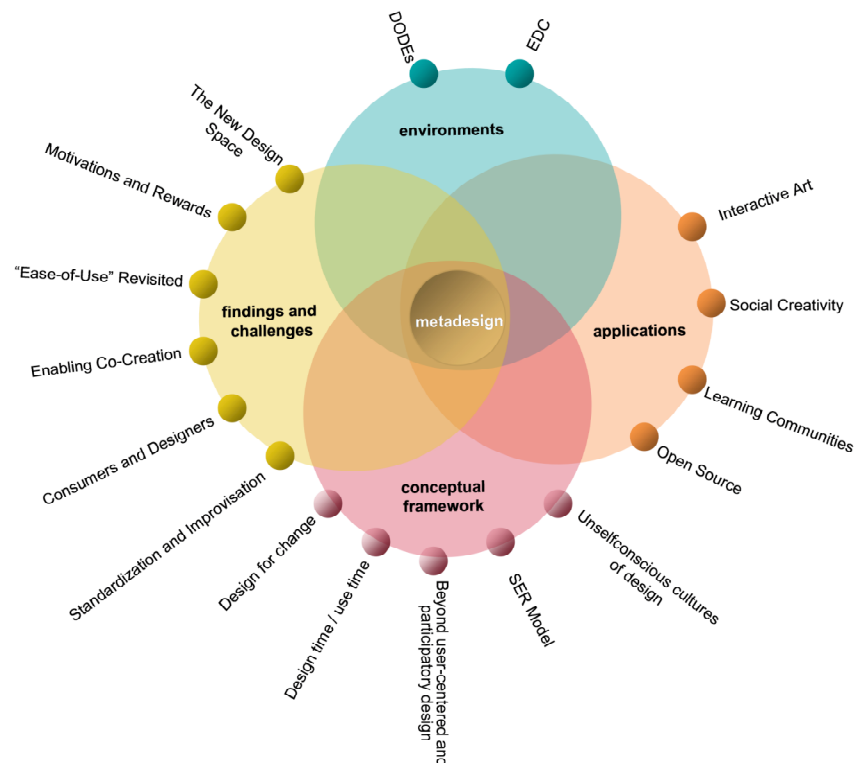 DODEs
EDC
environments
The New Design
Space
Motivations and Rewards
"Ease-of-Use" Revisited
Enabling Co-Creation
Consumers and Designers
Standardization and Improvisation
findings and
challenges
metadesign
applications
Interactive Art
Social Creativity
Learning Communities
Open Source
conceptual
framework
Design for change
Design time / use time
Beyond user-centered and
participatory design
SER Model
Unselfconscious cultures
of design